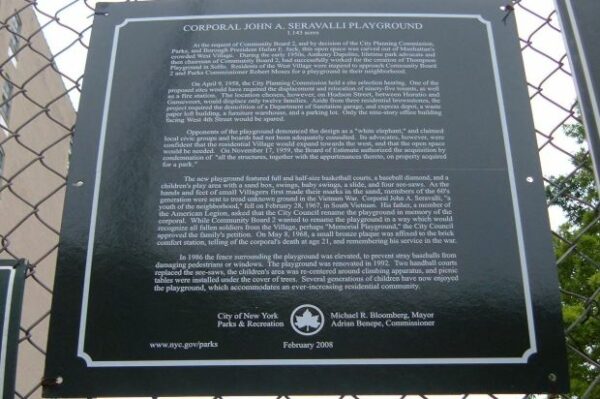 CORPORAL JOHN A. SERAVALLI PLAYGROUND
1.143 acres
At the request of Community Board 2, and by decision of the City Planning Commission,
Parks, and Borough President Hulan E. Jack, this open space was carved out of Manhattan's
crowded West Village. During the early 1950s, Anthony Dapolito, lifetime park advocate and
then chairman of Community Board 2, had successfully worked for the creation of Thompson
Playground in SoHo. Residents of the West Village were inspired to approach Community Board
2 and Parks Commissioner Robert Moses for a playground in their neighborhood.
On April 9, 1958, the City Planning Commission held a site selection hearing. One of the
proposed sites would have required the displacement and relocation of ninety-five tenants, as well
as a fire station. The location chosen, however, on Hudson Street, between Horatio and
Gansevoort, would displace only twelve families. Aside from three residential brownstones, the
project required the demolition of a Department of Sanitation garage, and express depot, a waste
paper loft building, a furniture warehouse, and a parking lot. Only the nine-story office building
facing West 4th Street would be spared.
Opponents of the playground denounced the design as a "white elephant," and claimed
local civic groups and boards had not been adequately consulted. Its advocates, however, were
confident that the residential Village would expand towards the west, and that the open space
would be needed. On November 17, 1959, the Board of Estimate authorized the acquisition by
condemnation of "all the structures, together with the appurtenances thereto, on property acquired
for a park."
The new playground featured full and half-size basketball courts, a baseball diamond, and a
children's play area with a sand box, swings, baby swings, a slide, and four see-saws. As the
hands and feet of small Villagers first made their marks in the sand, members of the 60's
generation were sent to tread unknown ground in the Vietnam War. Corporal John A. Seravalli, "a
youth of the neighborhood," fell on February 28, 1967, in South Vietnam. His father, a member of
the American Legion, asked that the City Council rename the playground in memory of the
corporal. While Community Board 2 wanted to rename the playground in a way which would
recognize all fallen soldiers from the Village, perhaps "Memorial Playground," the City Council
approved the family's petition. On May 8, 1968, a small bronze plaque was affixed to the brick
comfort station, telling of the corporal's death at age 21, and remembering his service in the war.
In 1986 the fence surrounding the playground was elevated, to prevent stray baseballs from
damaging pedestrians or windows. The playground was renovated in 1992. Two handball courts
replaced the see-saws, the children's area was re-centered around climbing apparatus, and picnic
tables were installed under the cover of trees. Several generations of children have now enjoyed
the playground, which accommodates an ever-increasing residential community.
City of New York
Parks & Recreation
Michael R. Bloomberg, Mayor
Adrian Benepe, Commissioner
www.nyc.gov/parks
February 2008